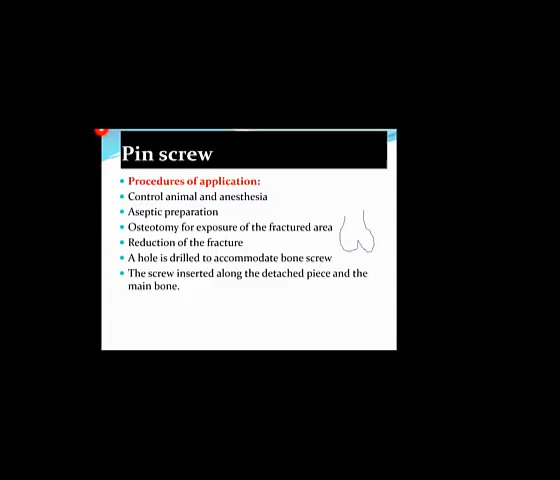 Pin screw
Procedures of application:
Control animal and anesthesia
Aseptic preparation
Osteotomy for exposure of the fractured area
Reduction of the fracture
A hole is drilled to accommodate bone screw
The screw inserted along the detached piece and the
main bone.